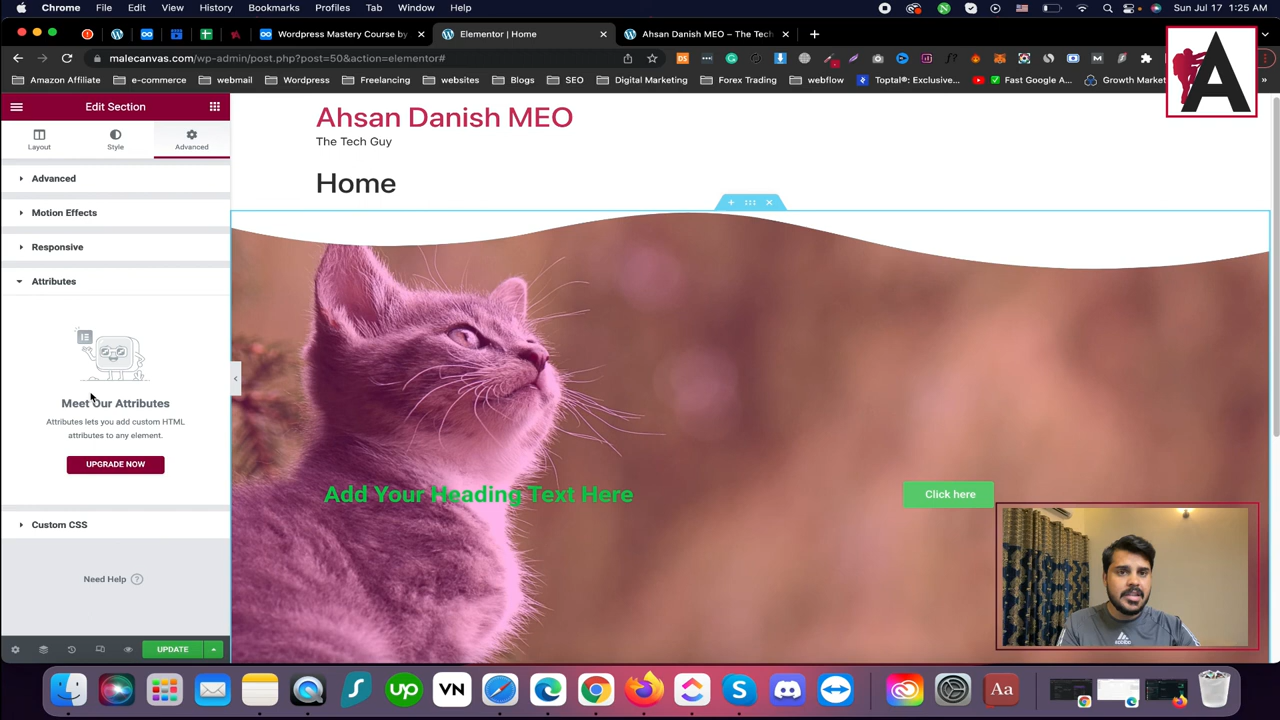 Chrome File Edit View History Bookmarks Profiles Tab Window Help
Sun Jul 17 1:25 AM
Wordpress Mastery Course by
Elementor | Home
Ahsan Danish MEO – The Tech
malecanvas.com/wp-admin/post.php?post=50&action=elementor#
Amazon Affiliate e-commerce webmail Wordpress Freelancing websites Blogs SEO Digital Marketing Forex Trading webflow Toptal®: Exclusive... Fast Google A... Growth Market
A
Edit Section
Layout Style Advanced
Advanced
Motion Effects
Responsive
Attributes
Meet Our Attributes
Attributes lets you add custom HTML
attributes to any element.
UPGRADE NOW
Custom CSS
Need Help ?
UPDATE
Ahsan Danish MEO
The Tech Guy
Home
Add Your Heading Text Here
Click here
adidas
up
VN
Aa